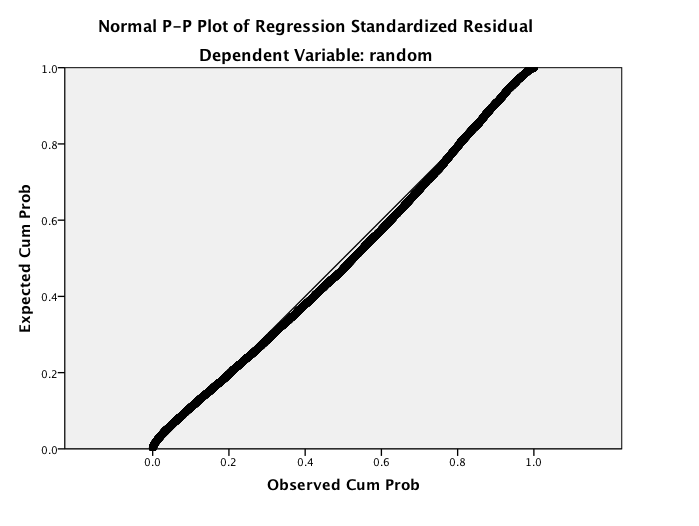 Normal P-P Plot of Regression Standardized Residual
Dependent Variable: random
1.0
0.8
0.6
0.4
0.2
0.0
Expected Cum Prob
0.0 0.2 0.4 0.6 0.8 1.0
Observed Cum Prob